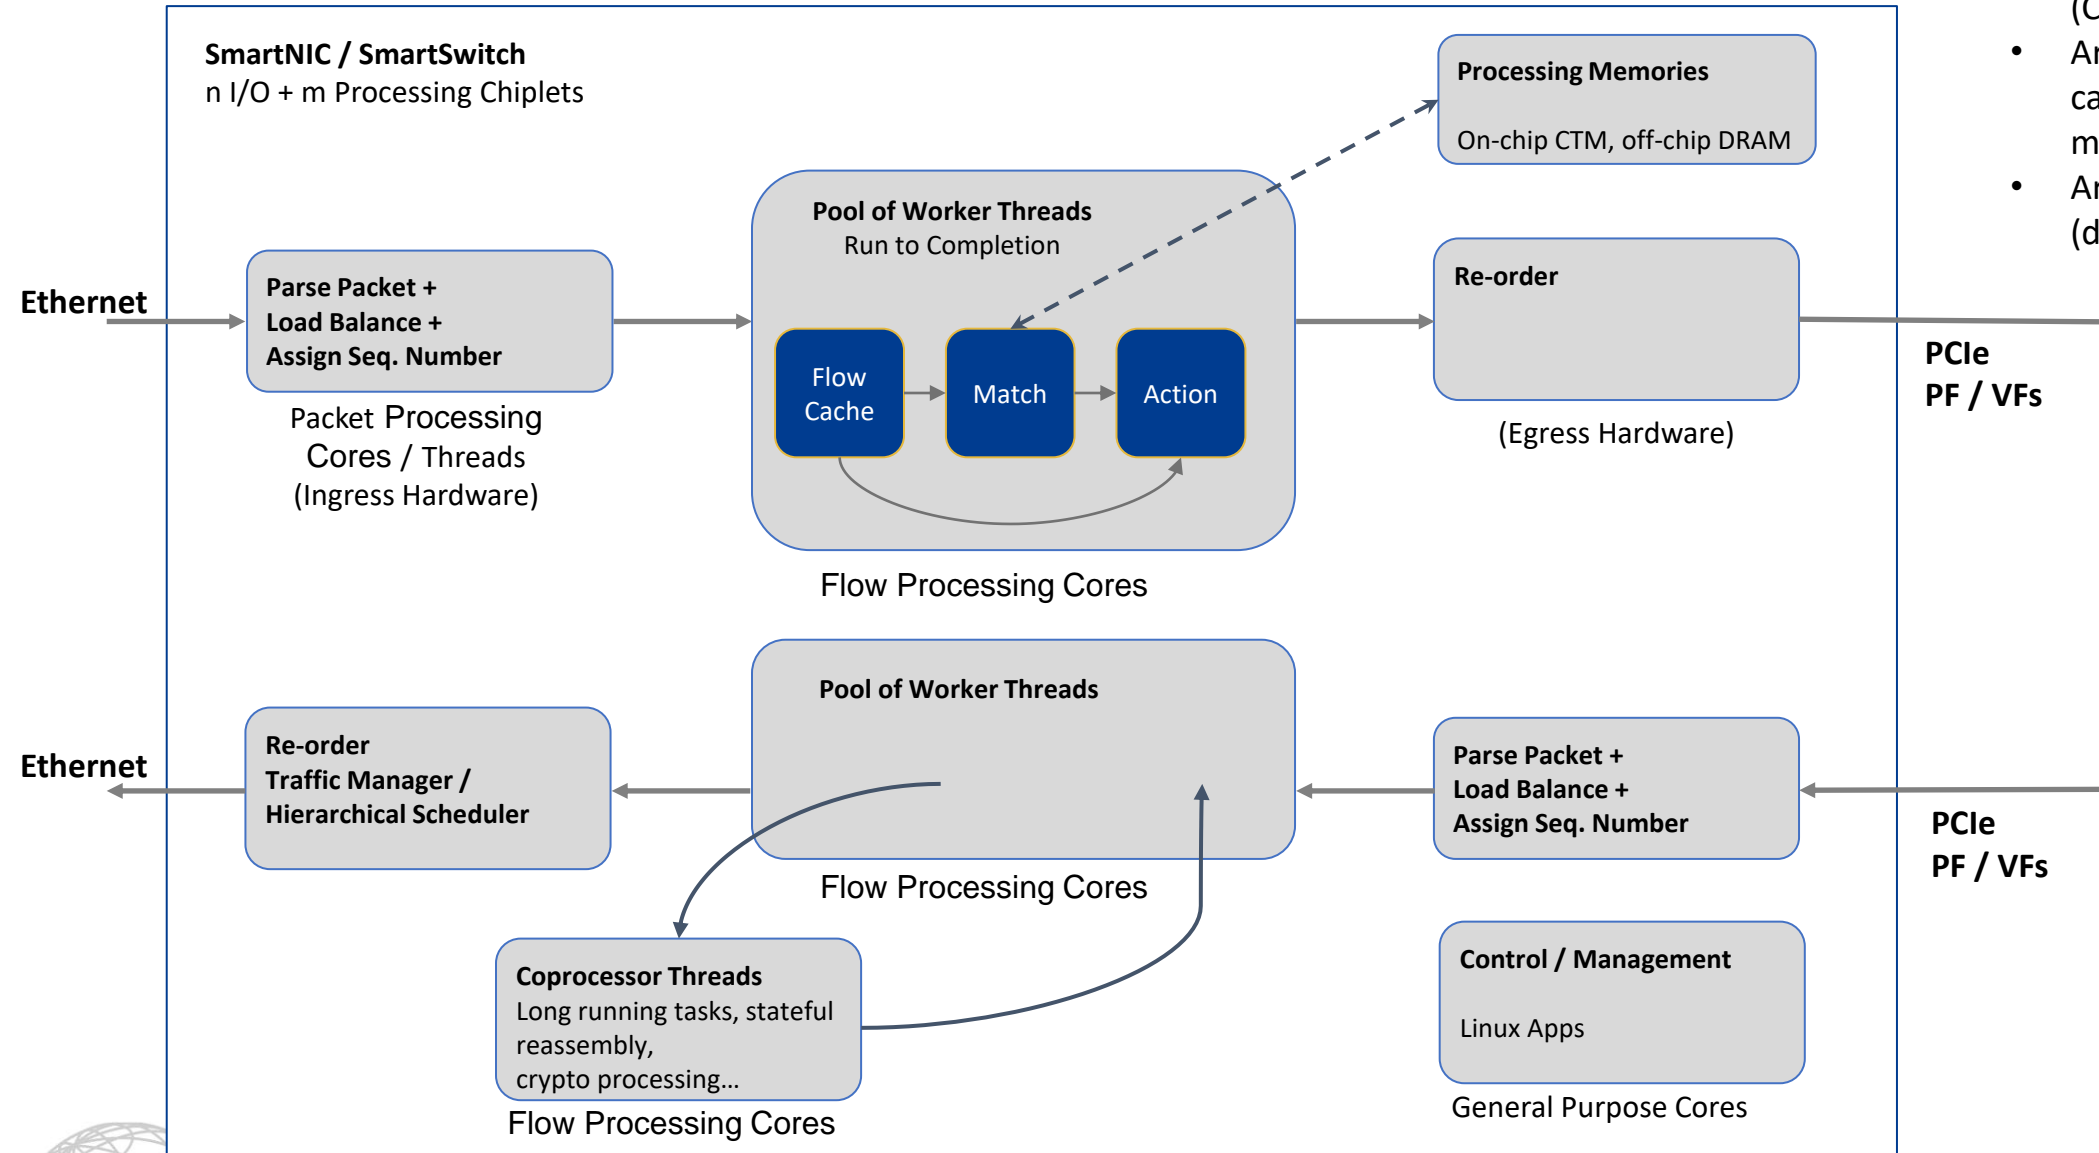 SmartNIC / SmartSwitch
n I/O + m Processing Chiplets
Processing Memories
On-chip CTM, off-chip DRAM
Pool of Worker Threads
Run to Completion
Ethernet
Parse Packet +
Load Balance +
Assign Seq. Number
Packet Processing
Cores / Threads
(Ingress Hardware)
Flow
Cache
Match
Action
Flow Processing Cores
Re-order
(Egress Hardware)
PCIe
PF / VFs
Ethernet
Re-order
Traffic Manager /
Hierarchical Scheduler
Pool of Worker Threads
Flow Processing Cores
Parse Packet +
Load Balance +
Assign Seq. Number
PCIe
PF / VFs
Coprocessor Threads
Long running tasks, stateful
reassembly,
crypto processing…
Flow Processing Cores
Control / Management
Linux Apps
General Purpose Cores